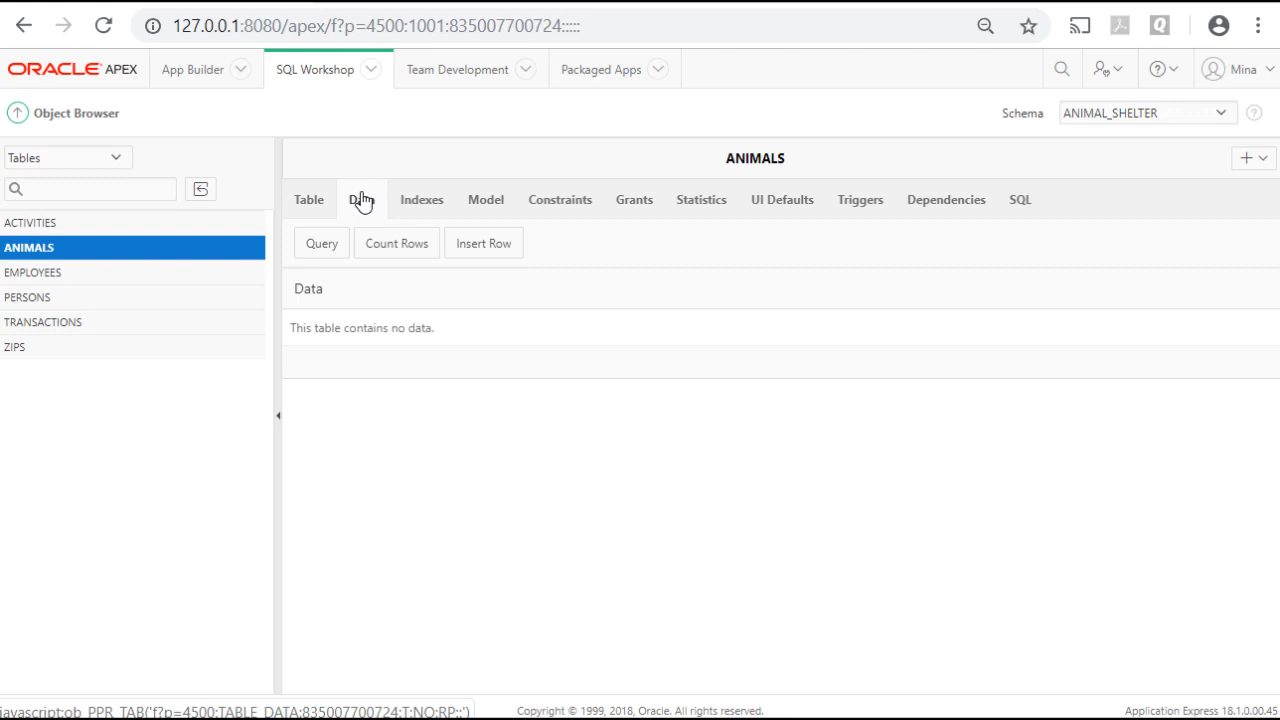 127.0.0.1:8080/apex/f?p=4500:1001:835007700724:::::
ORACLE APEX App Builder SQL Workshop Team Development Packaged Apps Mina
Object Browser Schema ANIMAL_SHELTER
Tables
ANIMALS
Table Indexes Model Constraints Grants Statistics UI Defaults Triggers Dependencies SQL
Query Count Rows Insert Row
ACTIVITIES
ANIMALS
EMPLOYEES
PERSONS
TRANSACTIONS
ZIPS
Data
This table contains no data.
javascript:ob_PPR_TAB('f?p=4500:TABLE_DATA:835007700724:T:NO:RP::')
Copyright © 1999, 2018, Oracle. All rights reserved.
Application Express 18.1.0.00.45